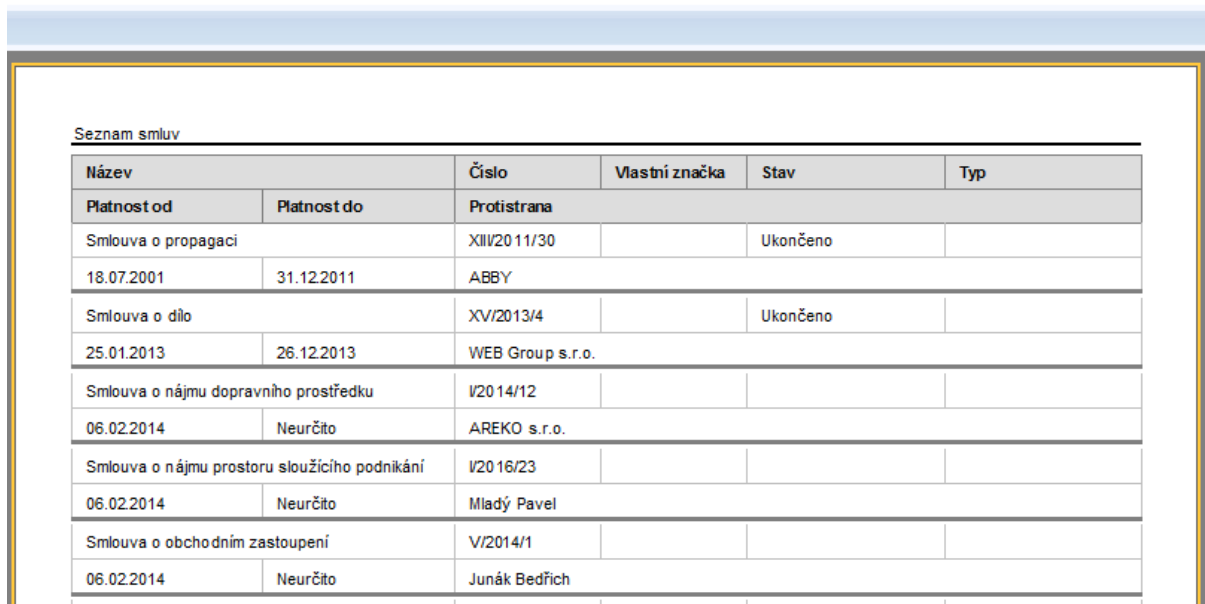 Seznam smluv
Název Číslo Vlastní značka Stav Typ
Platnost od Platnost do Protistrana
Smlouva o propagaci XIII/2011/30 Ukončeno
18.07.2001 31.12.2011 ABBY
Smlouva o dílo XV/2013/4 Ukončeno
25.01.2013 26.12.2013 WEB Group s.r.o.
Smlouva o nájmu dopravního prostředku I/2014/12
06.02.2014 Neurčito AREKO s.r.o.
Smlouva o nájmu prostoru sloužícího podnikání I/2016/23
06.02.2014 Neurčito Mladý Pavel
Smlouva o obchodním zastoupení V/2014/1
06.02.2014 Neurčito Junák Bedřich